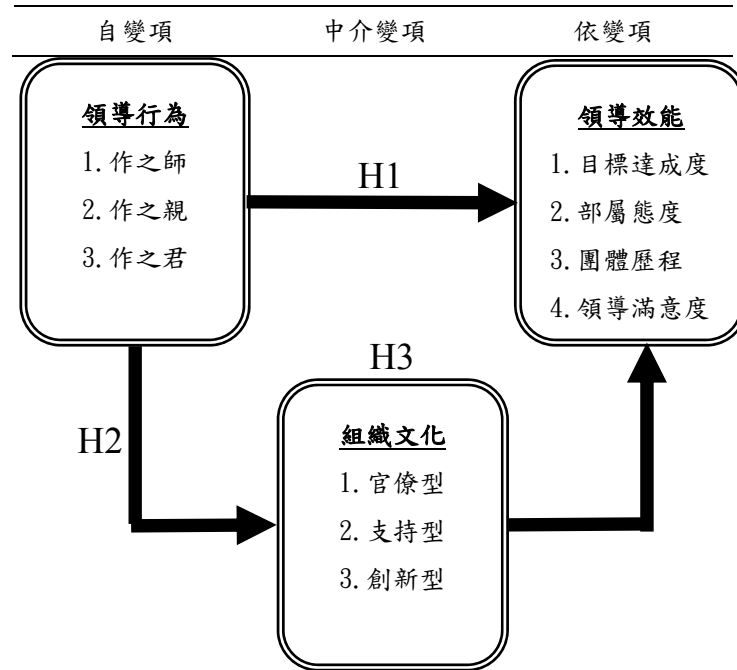 自變項 中介變項 依變項
領導行為
1.作之師
2.作之親
3.作之君
H1
領導效能
1.目標達成度
2.部屬態度
3.團體歷程
4.領導滿意度
H2
H3
組織文化
1.官僚型
2.支持型
3.創新型